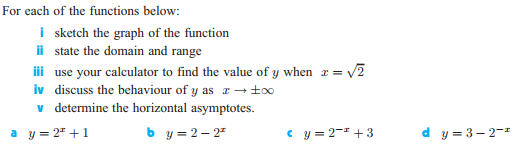 For each of the functions below:
i sketch the graph of the function
ii state the domain and range
iii use your calculator to find the value of y when x = √2
iv discuss the behaviour of y as x → ±∞
v determine the horizontal asymptotes.
a y = 2ˣ + 1 b y = 2 − 2ˣ c y = 2⁻ˣ + 3 d y = 3 − 2⁻ˣ